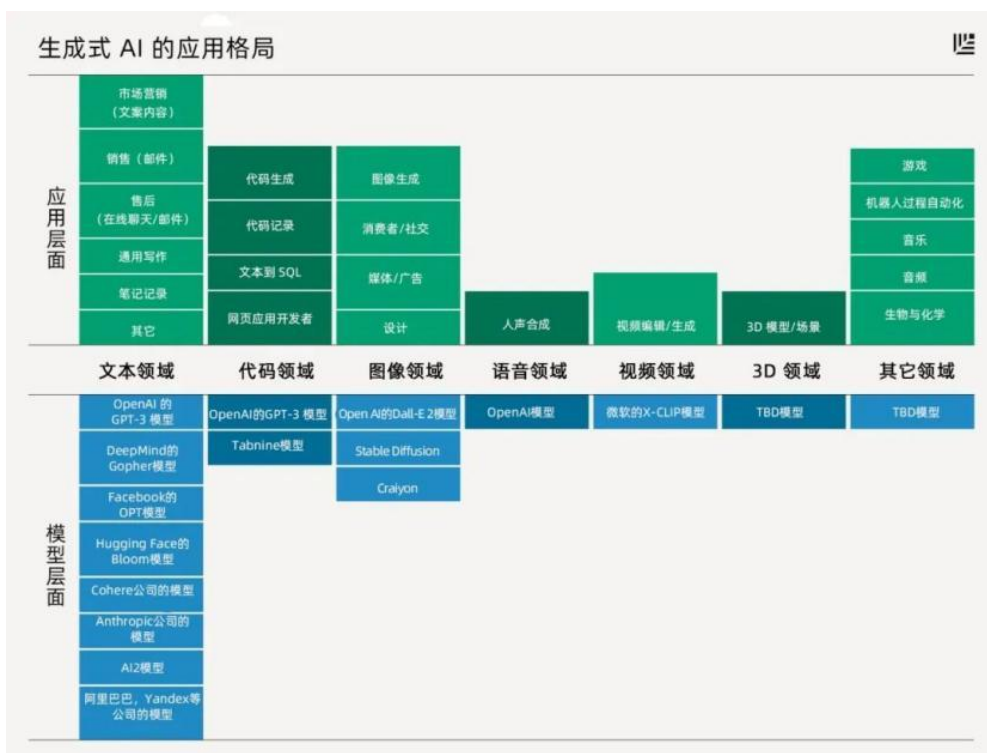 生成式 AI 的应用格局
应用层面
市场营销
（文案内容）
销售（邮件）
售后
（在线聊天/邮件）
通用写作
笔记记录
其它
代码生成
代码记录
文本到 SQL
网页应用开发者
图像生成
消费者/社交
媒体/广告
设计
人声合成
视频编辑/生成
3D 模型/场景
游戏
机器人过程自动化
音乐
音频
生物与化学
文本领域
代码领域
图像领域
语音领域
视频领域
3D 领域
其它领域
模型层面
OpenAI 的
GPT-3 模型
DeepMind的
Gopher模型
Facebook的
OPT模型
Hugging Face的
Bloom模型
Cohere公司的模型
Anthropic公司的
模型
AI2模型
阿里巴巴，Yandex等
公司的模型
OpenAI的GPT-3 模型
Tabnine模型
Open AI的Dall-E 2模型
Stable Diffusion
Craiyon
OpenAI模型
微软的X-CLIP模型
TBD模型
TBD模型